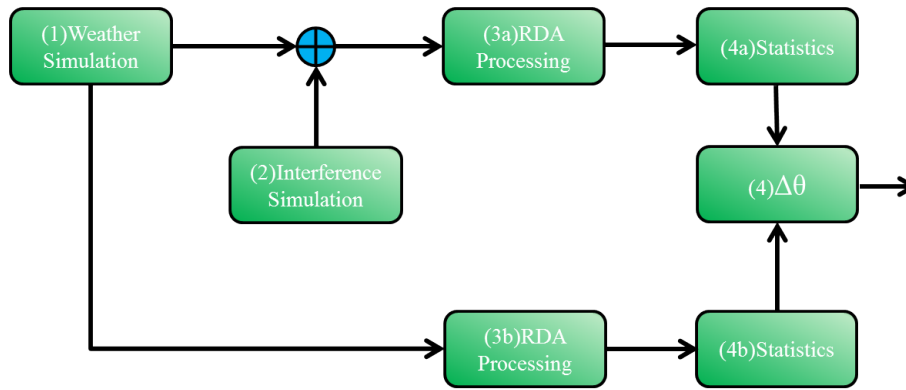 (1)Weather
Simulation
(3a)RDA
Processing
(4a)Statistics
(2)Interference
Simulation
(4)Δθ
(3b)RDA
Processing
(4b)Statistics